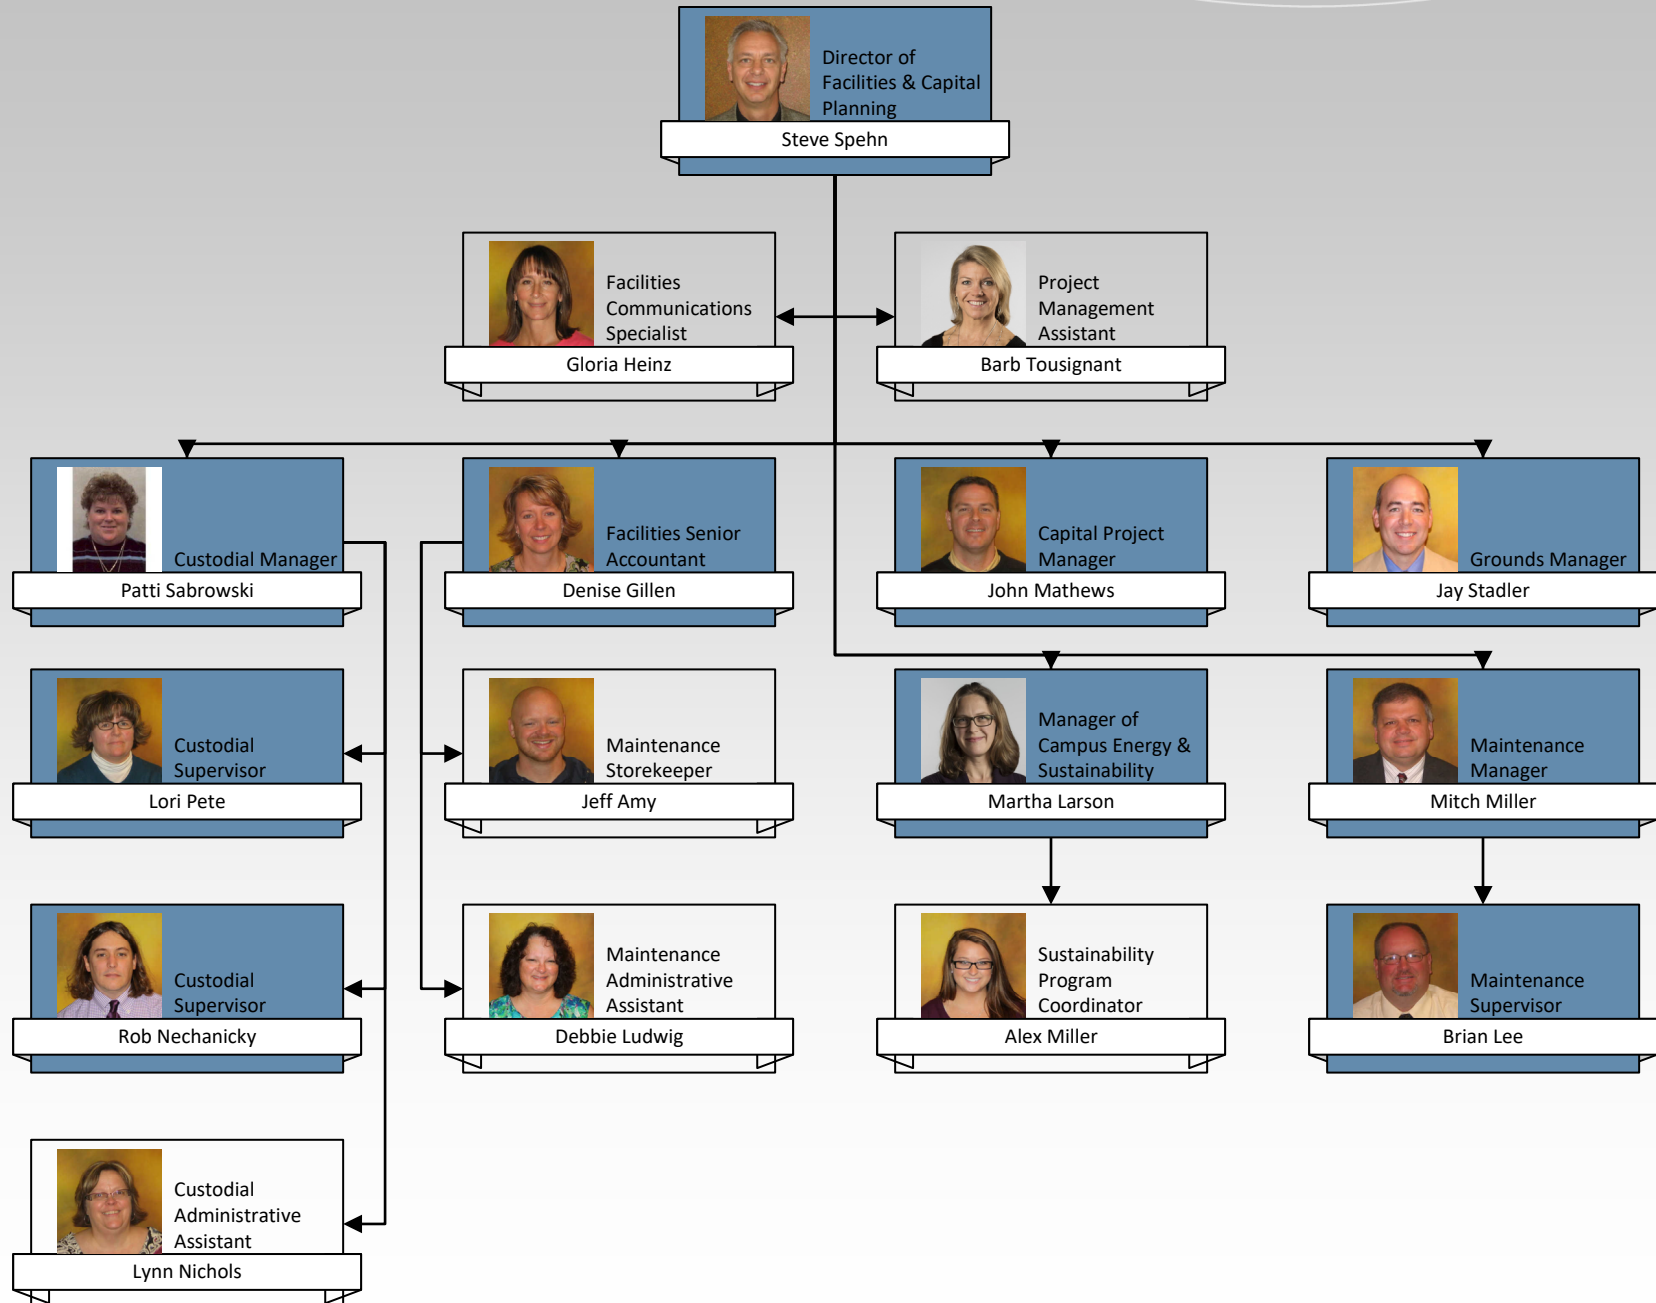 Director of
Facilities & Capital
Planning
Steve Spehn
Facilities
Communications
Specialist
Gloria Heinz
Project
Management
Assistant
Barb Tousignant
Custodial Manager
Patti Sabrowski
Facilities Senior
Accountant
Denise Gillen
Capital Project
Manager
John Mathews
Grounds Manager
Jay Stadler
Custodial
Supervisor
Lori Pete
Maintenance
Storekeeper
Jeff Amy
Manager of
Campus Energy &
Sustainability
Martha Larson
Maintenance
Manager
Mitch Miller
Custodial
Supervisor
Rob Nechanicky
Maintenance
Administrative
Assistant
Debbie Ludwig
Sustainability
Program
Coordinator
Alex Miller
Maintenance
Supervisor
Brian Lee
Custodial
Administrative
Assistant
Lynn Nichols